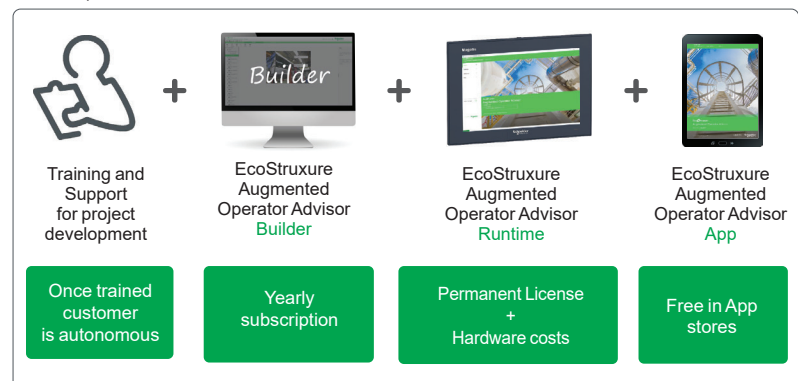 Builder
Magelis
Training and
Support
for project
development
EcoStruxure
Augmented
Operator Advisor
Builder
EcoStruxure
Augmented
Operator Advisor
Runtime
EcoStruxure
Augmented
Operator Advisor
App
Once trained
customer
is autonomous
Yearly
subscription
Permanent License
+
Hardware costs
Free in App
stores